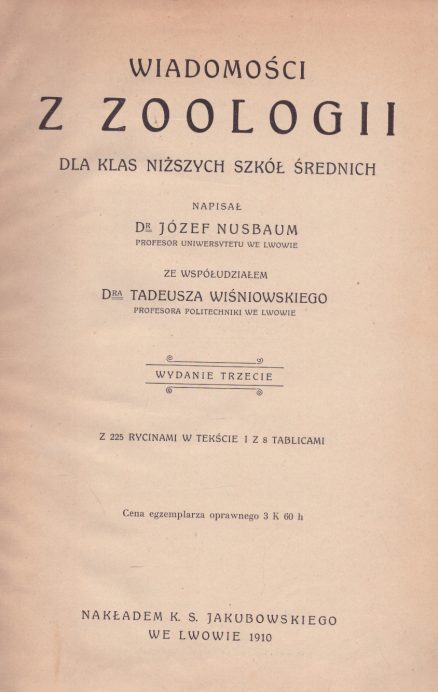 WIADOMOŚCI
Z ZOOLOGII
DLA KLAS NIŻSZYCH SZKÓŁ ŚREDNICH
NAPISAŁ
DR. JÓZEF NUSBAUM
PROFESOR UNIWERSYTETU WE LWOWIE
ZE WSPÓŁUDZIAŁEM
DRA TADEUSZA WIŚNIOWSKIEGO
PROFESORA POLITECHNIKI WE LWOWIE
WYDANIE TRZECIE
Z 225 RYCINAMI W TEKŚCIE I Z 8 TABLICAMI
Cena egzemplarza oprawnego 3 K 60 h
NAKŁADEM K. S. JAKUBOWSKIEGO
WE LWOWIE 1910